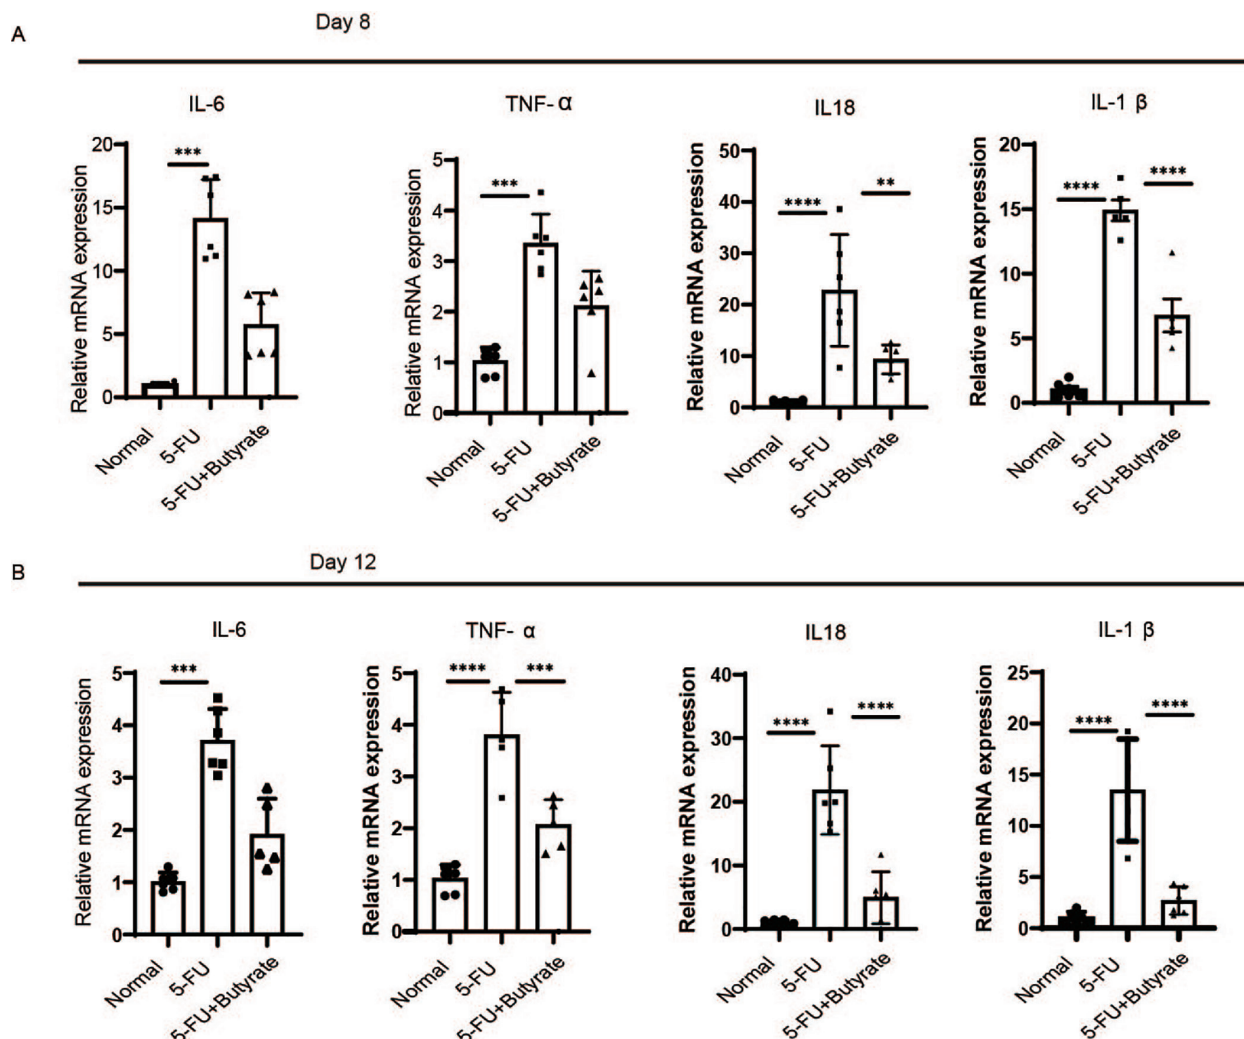 A
Day 8
IL-6
Relative mRNA expression
20
15
10
5
0
***
Normal
5-FU
5-FU+Butyrate
TNF- α
Relative mRNA expression
5
4
3
2
1
0
***
Normal
5-FU
5-FU+Butyrate
IL18
Relative mRNA expression
50
40
30
20
10
0
****
**
Normal
5-FU
5-FU+Butyrate
IL-1 β
Relative mRNA expression
20
15
10
5
0
****
****
Normal
5-FU
5-FU+Butyrate
B
Day 12
IL-6
Relative mRNA expression
5
4
3
2
1
0
***
Normal
5-FU
5-FU+Butyrate
TNF- α
Relative mRNA expression
5
4
3
2
1
0
****
***
Normal
5-FU
5-FU+Butyrate
IL18
Relative mRNA expression
40
30
20
10
0
****
****
Normal
5-FU
5-FU+Butyrate
IL-1 β
Relative mRNA expression
25
20
15
10
5
0
****
****
Normal
5-FU
5-FU+Butyrate